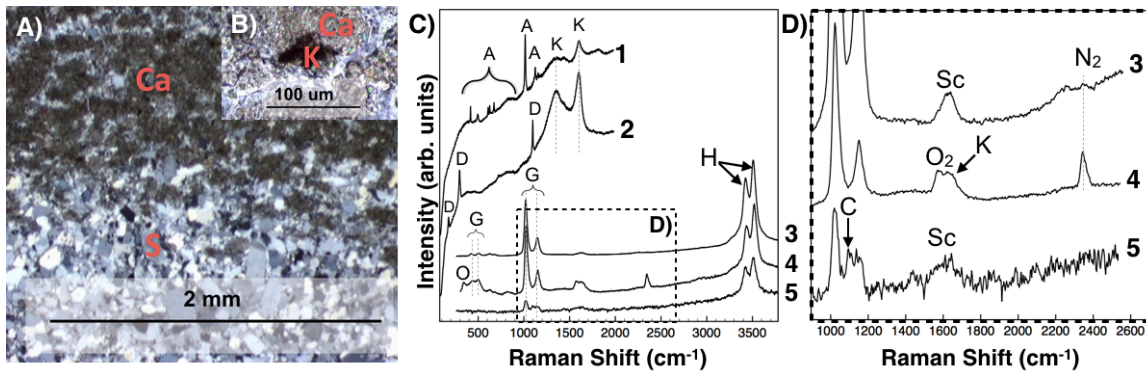 A)
Ca
S
2 mm
B)
Ca
K
100 um
C)
A
A
A
K
K
1
D
2
D
D
G
H
G
D)
O
3
4
5
Intensity (arb. units)
500 1000 1500 2000 2500 3000 3500
Raman Shift (cm-1)
D)
3
Sc
N2
O2
K
4
C
Sc
5
1000 1200 1400 1600 1800 2000 2200 2400 2600
Raman Shift (cm-1)